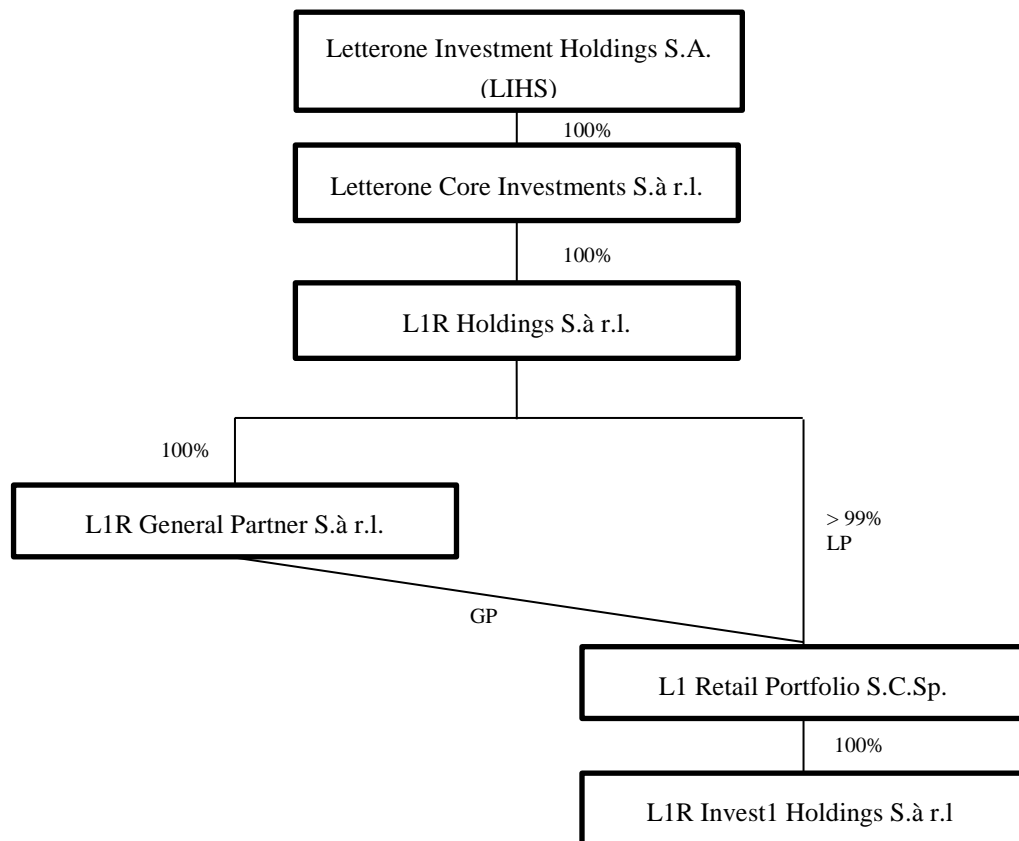 Letterone Investment Holdings S.A.
(LIHS)
100%
Letterone Core Investments S.à r.l.
100%
L1R Holdings S.à r.l.
100%
L1R General Partner S.à r.l.
> 99%
LP
GP
L1 Retail Portfolio S.C.Sp.
100%
L1R Invest1 Holdings S.à r.l